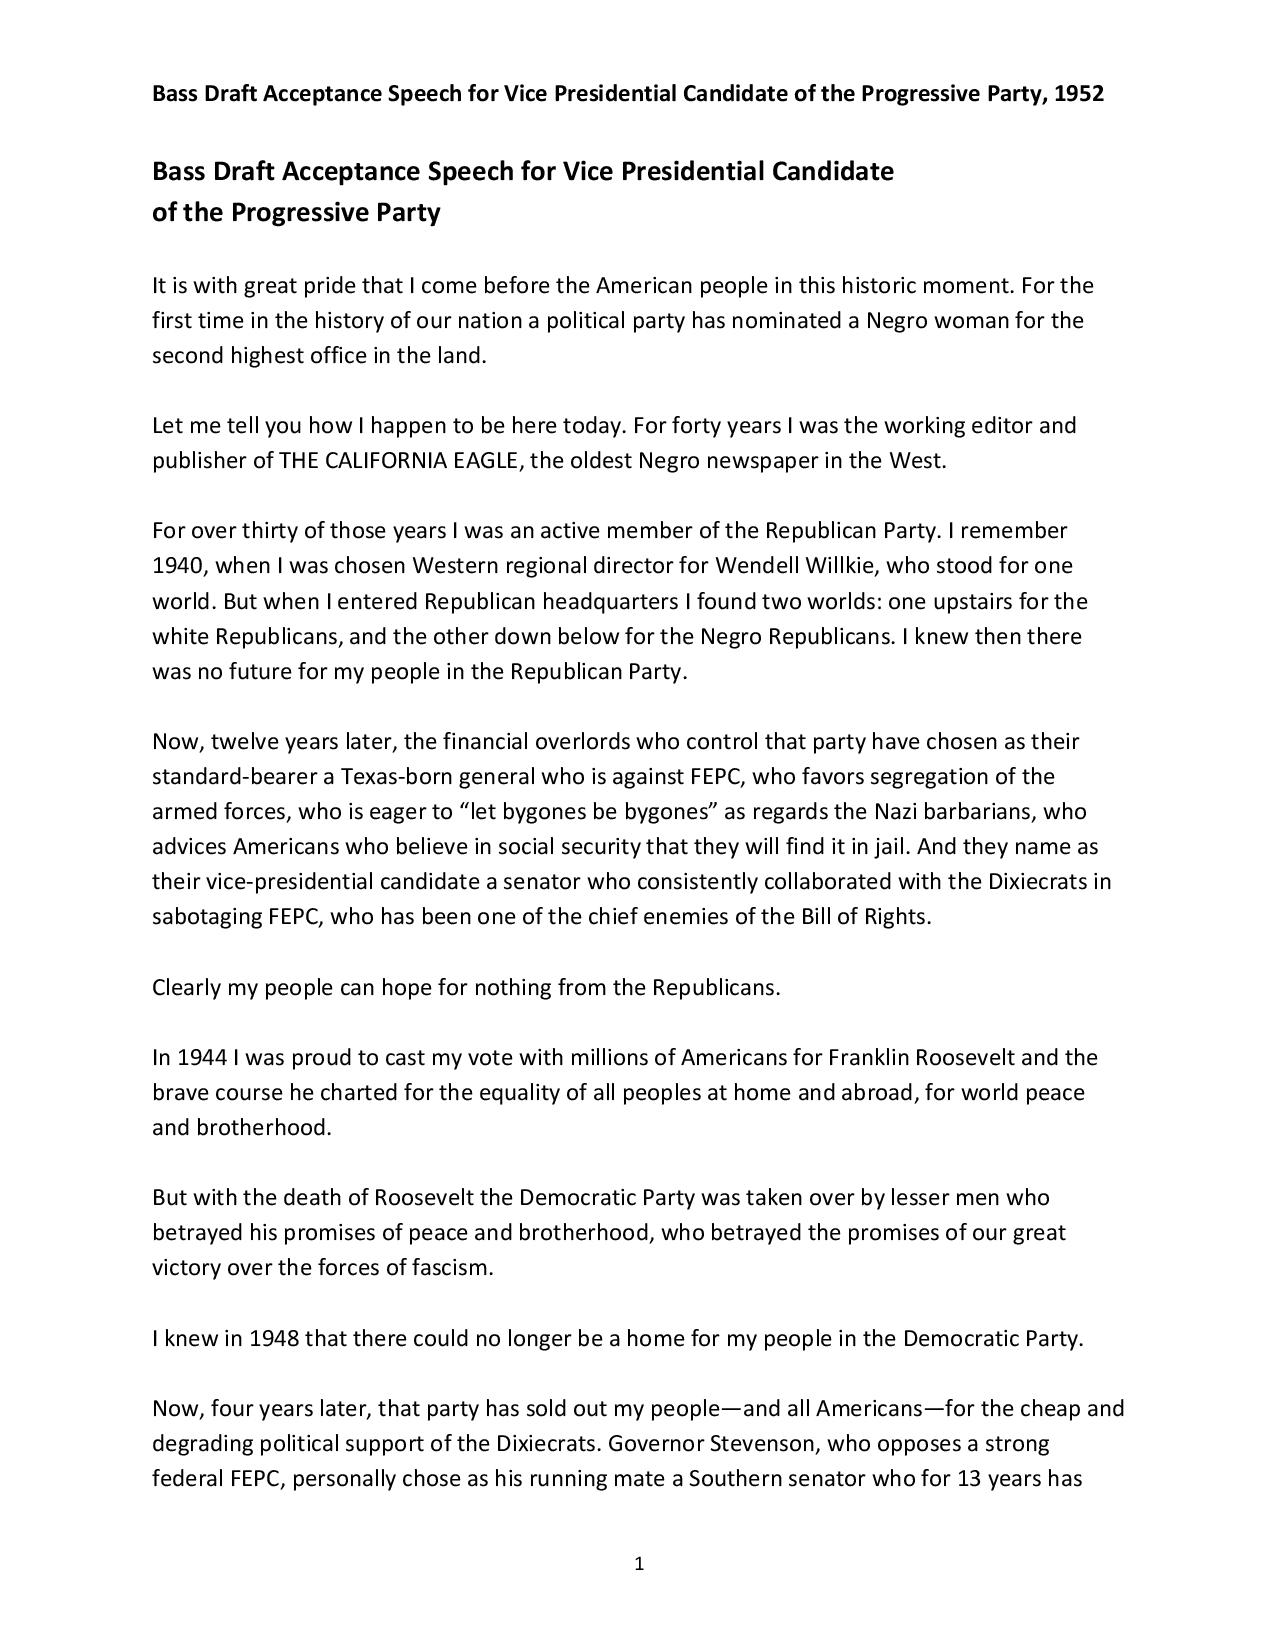 Bass Draft Acceptance Speech for Vice Presidential Candidate of the Progressive Party, 1952
Bass Draft Acceptance Speech for Vice Presidential Candidate
of the Progressive Party
It is with great pride that I come before the American people in this historic moment. For the
first time in the history of our nation a political party has nominated a Negro woman for the
second highest office in the land.
Let me tell you how I happen to be here today. For forty years I was the working editor and
publisher of THE CALIFORNIA EAGLE, the oldest Negro newspaper in the West.
For over thirty of those years I was an active member of the Republican Party. I remember
1940, when I was chosen Western regional director for Wendell Willkie, who stood for one
world. But when I entered Republican headquarters I found two worlds: one upstairs for the
white Republicans, and the other down below for the Negro Republicans. I knew then there
was no future for my people in the Republican Party.
Now, twelve years later, the financial overlords who control that party have chosen as their
standard-bearer a Texas-born general who is against FEPC, who favors segregation of the
armed forces, who is eager to “let bygones be bygones” as regards the Nazi barbarians, who
advices Americans who believe in social security that they will find it in jail. And they name as
their vice-presidential candidate a senator who consistently collaborated with the Dixiecrats in
sabotaging FEPC, who has been one of the chief enemies of the Bill of Rights.
Clearly my people can hope for nothing from the Republicans.
In 1944 I was proud to cast my vote with millions of Americans for Franklin Roosevelt and the
brave course he charted for the equality of all peoples at home and abroad, for world peace
and brotherhood.
But with the death of Roosevelt the Democratic Party was taken over by lesser men who
betrayed his promises of peace and brotherhood, who betrayed the promises of our great
victory over the forces of fascism.
I knew in 1948 that there could no longer be a home for my people in the Democratic Party.
Now, four years later, that party has sold out my people—and all Americans—for the cheap and
degrading political support of the Dixiecrats. Governor Stevenson, who opposes a strong
federal FEPC, personally chose as his running mate a Southern senator who for 13 years has
1